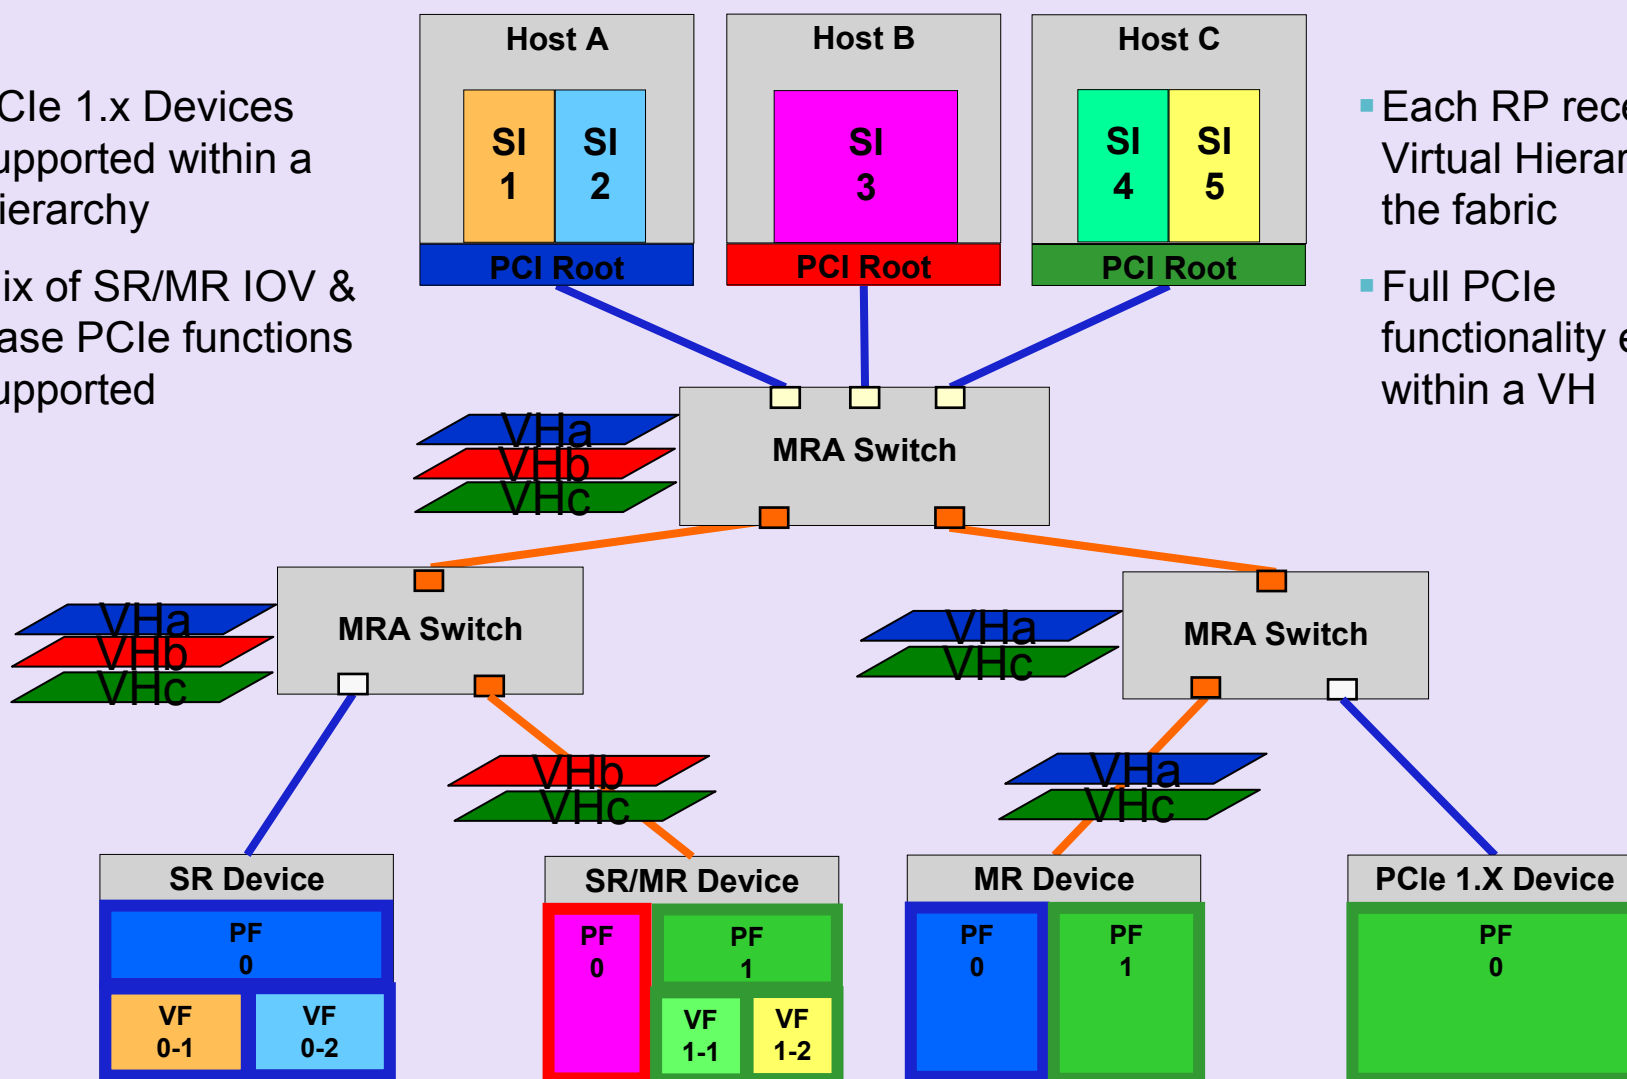 Host A
Host B
Host C
CIe 1.x Devices
upported within a
ierarchy
ix of SR/MR IOV &
ase PCIe functions
upported
SI
1
SI
2
SI
3
SI
4
SI
5
PCI Root
PCI Root
PCI Root
Each RP rece
Virtual Hierar
the fabric
Full PCIe
functionality e
within a VH
MRA Switch
VHa
VHb
VHc
MRA Switch
VHa
VHb
VHc
MRA Switch
VHa
VHc
VHb
VHc
VHa
VHc
SR Device
PF
0
VF
0-1
VF
0-2
SR/MR Device
PF
0
PF
1
VF
1-1
VF
1-2
MR Device
PF
0
PF
1
PCIe 1.X Device
PF
0